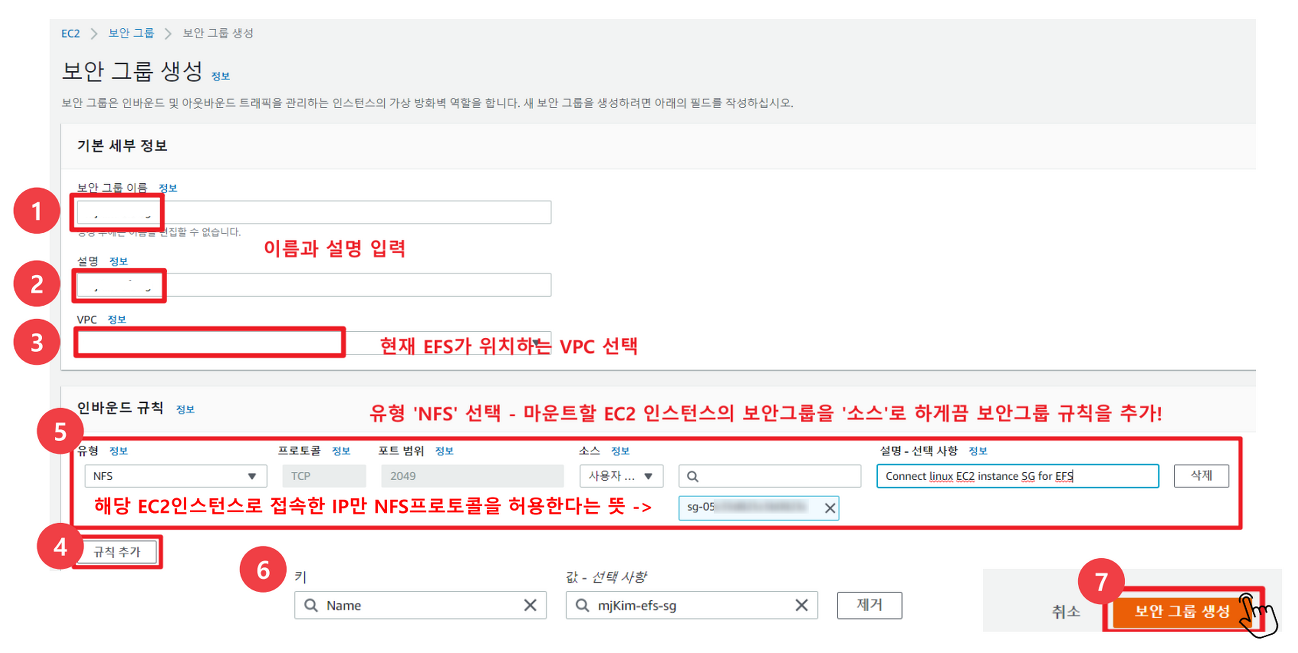 EC2 > 보안 그룹 > 보안 그룹 생성
보안 그룹 생성 정보
보안 그룹은 인바운드 및 아웃바운드 트래픽을 관리하는 인스턴스의 가상 방화벽 역할을 합니다. 새 보안 그룹을 생성하려면 아래의 필드를 작성하십시오.
기본 세부 정보
보안 그룹 이름 정보
1
편집할 수 없습니다.
이름과 설명 입력
설명 정보
2
VPC 정보
3
현재 EFS가 위치하는 VPC 선택
인바운드 규칙 정보
유형 'NFS' 선택 - 마운트할 EC2 인스턴스의 보안그룹을 '소스'로 하게끔 보안그룹 규칙을 추가!
5
유형 정보 프로토콜 정보 포트 범위 정보 소스 정보 설명 - 선택 사항 정보
NFS TCP 2049 사용자 ... Connect linux EC2 instance SG for EFS 삭제
해당 EC2인스턴스로 접속한 IP만 NFS프로토콜을 허용한다는 뜻 -> sg-05
4
규칙 추가
6
키 값 - 선택 사항
Name mjKim-efs-sg 제거
7
취소 보안 그룹 생성